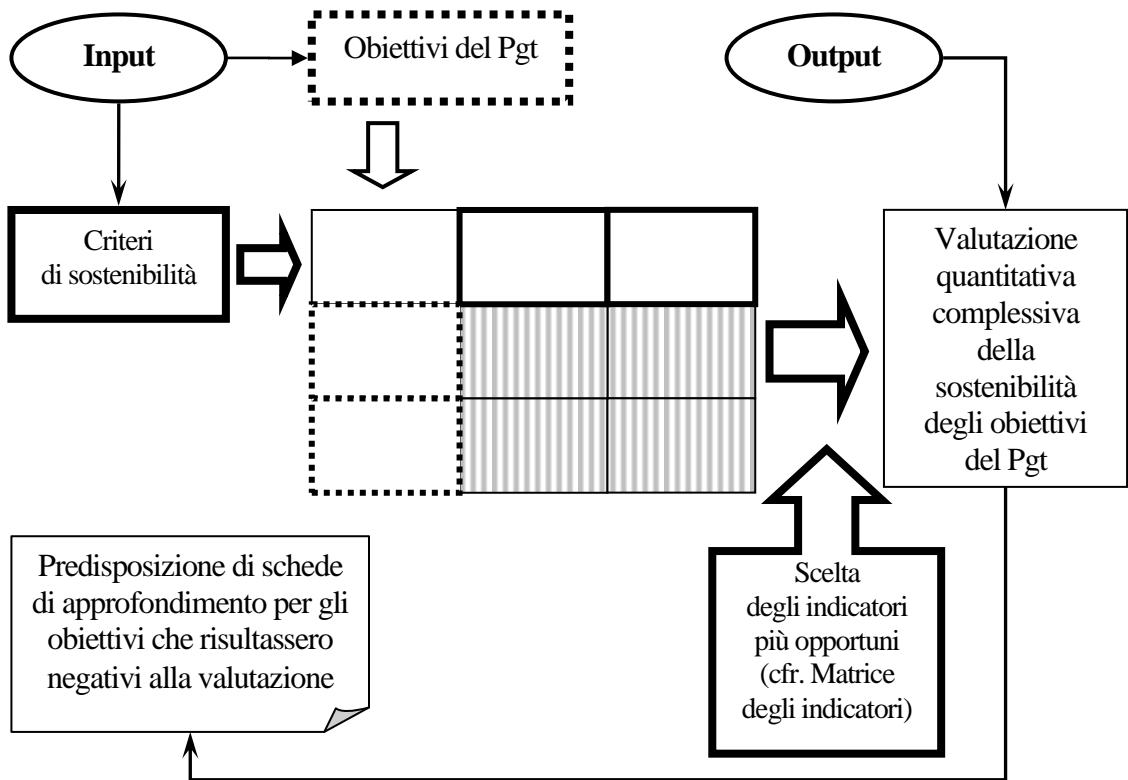 Input
Obiettivi del Pgt
Output
Criteri
di sostenibilità
Valutazione
quantitativa
complessiva
della
sostenibilità
degli obiettivi
del Pgt
Predisposizione di schede
di approfondimento per gli
obiettivi che risultassero
negativi alla valutazione
Scelta
degli indicatori
più opportuni
(cfr. Matrice
degli indicatori)